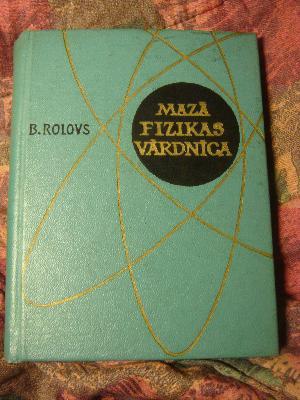 B. ROLOVS
MAZĀ
FIZIKAS
VĀRDNĪCA